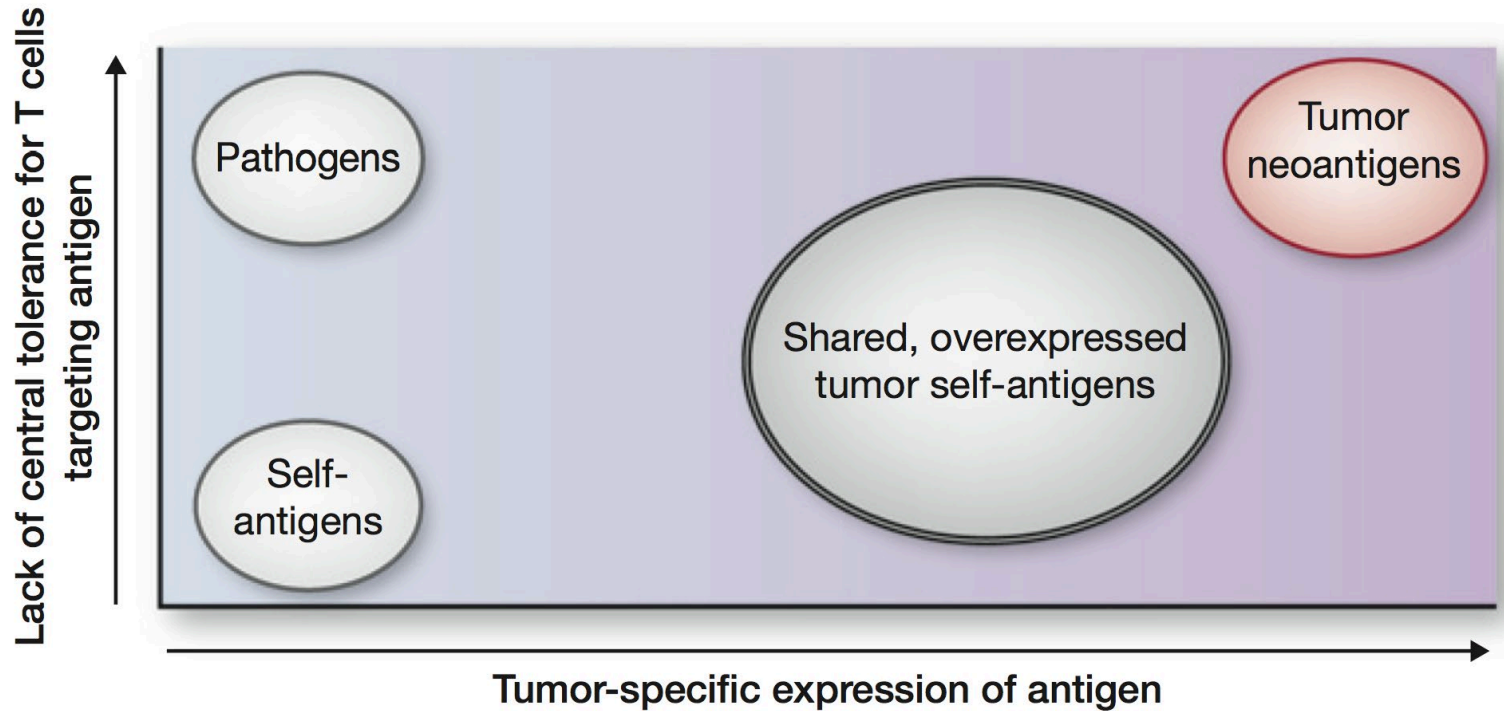 Lack of central tolerance for T cells
targeting antigen
Pathogens
Tumor
neoantigens
Shared, overexpressed
tumor self-antigens
Self-
antigens
Tumor-specific expression of antigen